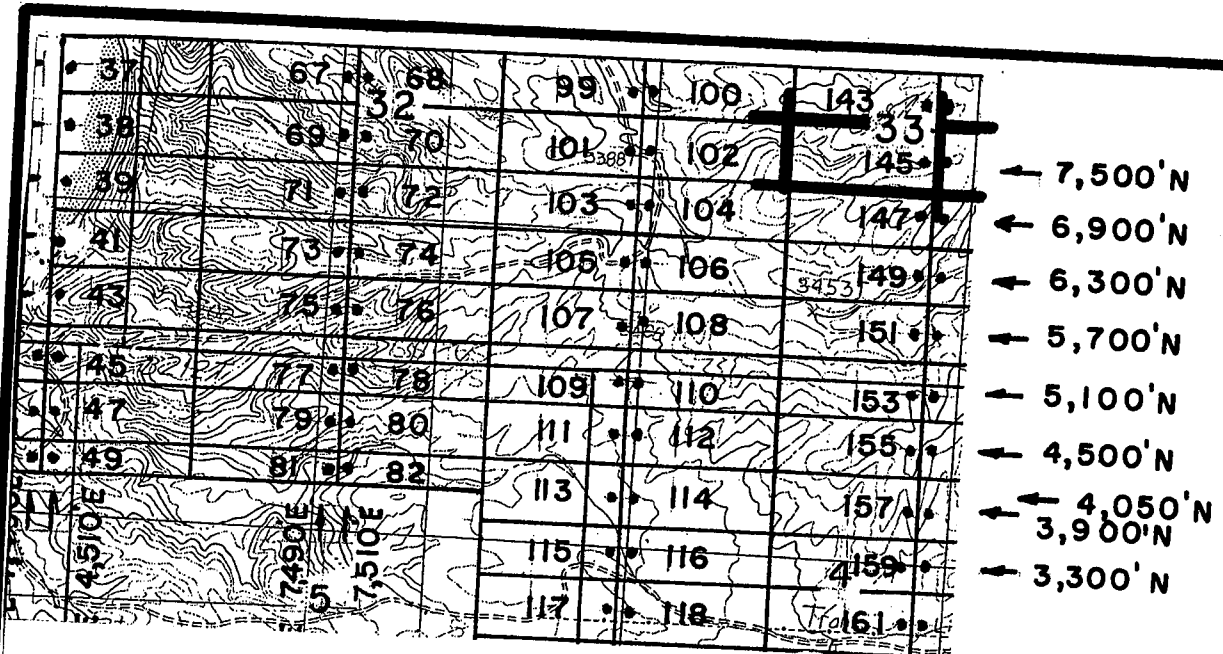 37 67 68 99 100 143
32 33
38 69 70 101 5388 102 145
39 71 72 103 104 147
7,500'N
41 73 74 105 106 149
6,900'N
43 75 76 107 108 5453 151
6,300'N
5,700'N
45 77 78 109 110 153
5,100'N
47 79 80 111 112 155
4,500'N
49 81 82 113 114 157
4,050'N
3,900'N
115 116 4 159
3,300'N
4,510'E 7,490'E 5 7,510'E
117 118 161